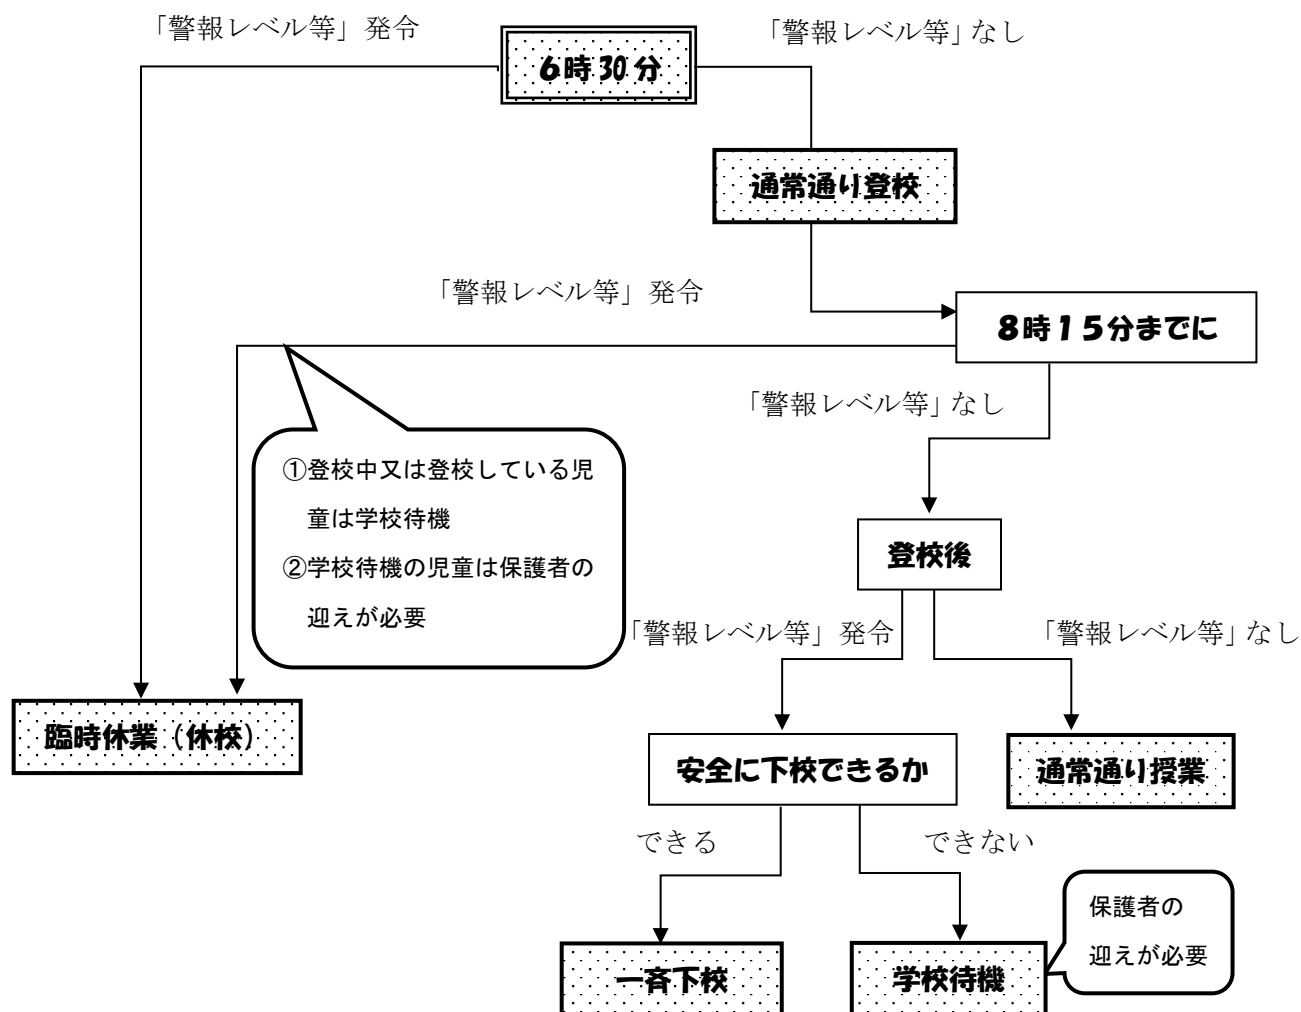 「警報レベル等」発令
「警報レベル等」なし
６時30分
通常通り登校
「警報レベル等」発令
８時１５分までに
「警報レベル等」なし
①登校中又は登校している児
童は学校待機
②学校待機の児童は保護者の
迎えが必要
登校後
「警報レベル等」発令
「警報レベル等」なし
臨時休業（休校）
安全に下校できるか
通常通り授業
できる
できない
保護者の
迎えが必要
一斉下校
学校待機